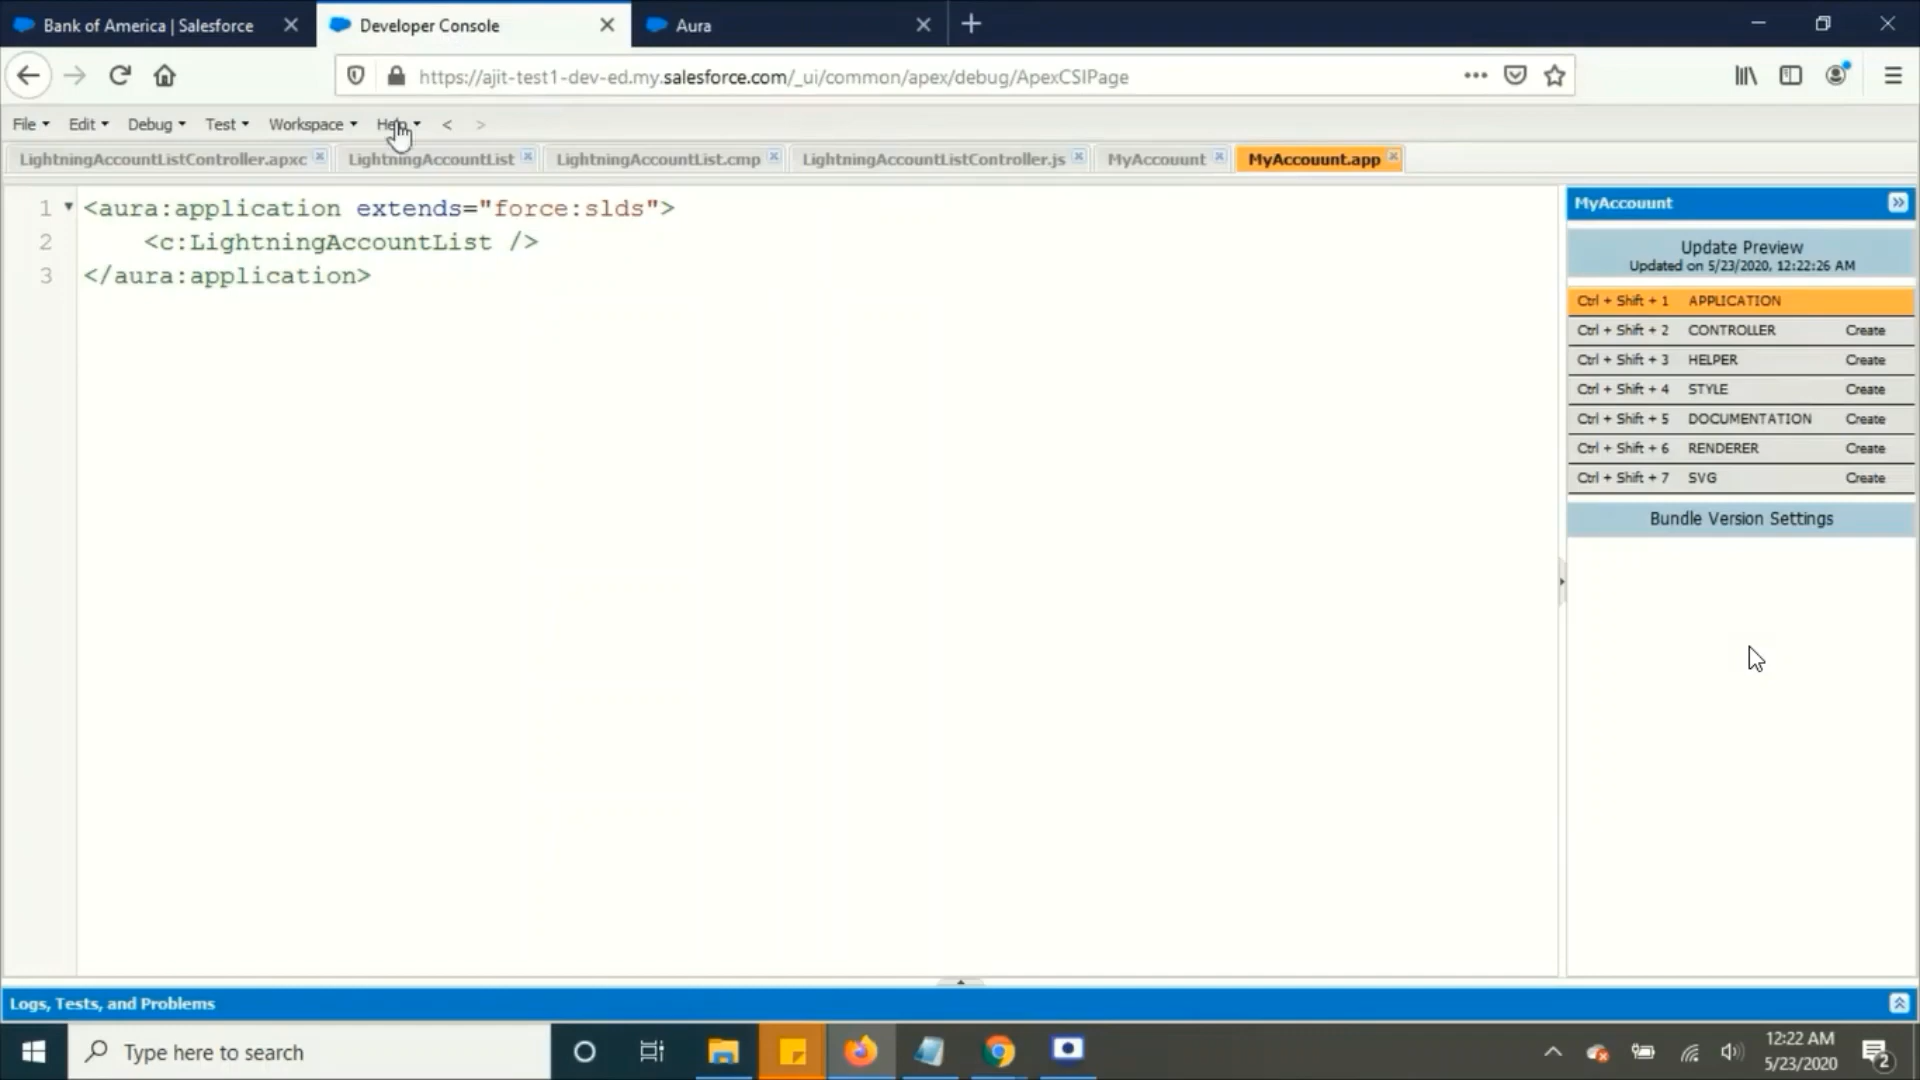 Bank of America | Salesforce
Developer Console
Aura
https://ajit-test1-dev-ed.my.salesforce.com/_ui/common/apex/debug/ApexCSIPage
File Edit Debug Test Workspace Help < >
LightningAccountListController.apxc LightningAccountList LightningAccountList.cmp LightningAccountListController.js MyAccouunt MyAccouunt.app
1 <aura:application extends="force:slds">
2 <c:LightningAccountList />
3 </aura:application>
MyAccouunt
Update Preview
Updated on 5/23/2020, 12:22:26 AM
Ctrl + Shift + 1 APPLICATION
Ctrl + Shift + 2 CONTROLLER Create
Ctrl + Shift + 3 HELPER Create
Ctrl + Shift + 4 STYLE Create
Ctrl + Shift + 5 DOCUMENTATION Create
Ctrl + Shift + 6 RENDERER Create
Ctrl + Shift + 7 SVG Create
Bundle Version Settings
Logs, Tests, and Problems
Type here to search
12:22 AM
5/23/2020
2